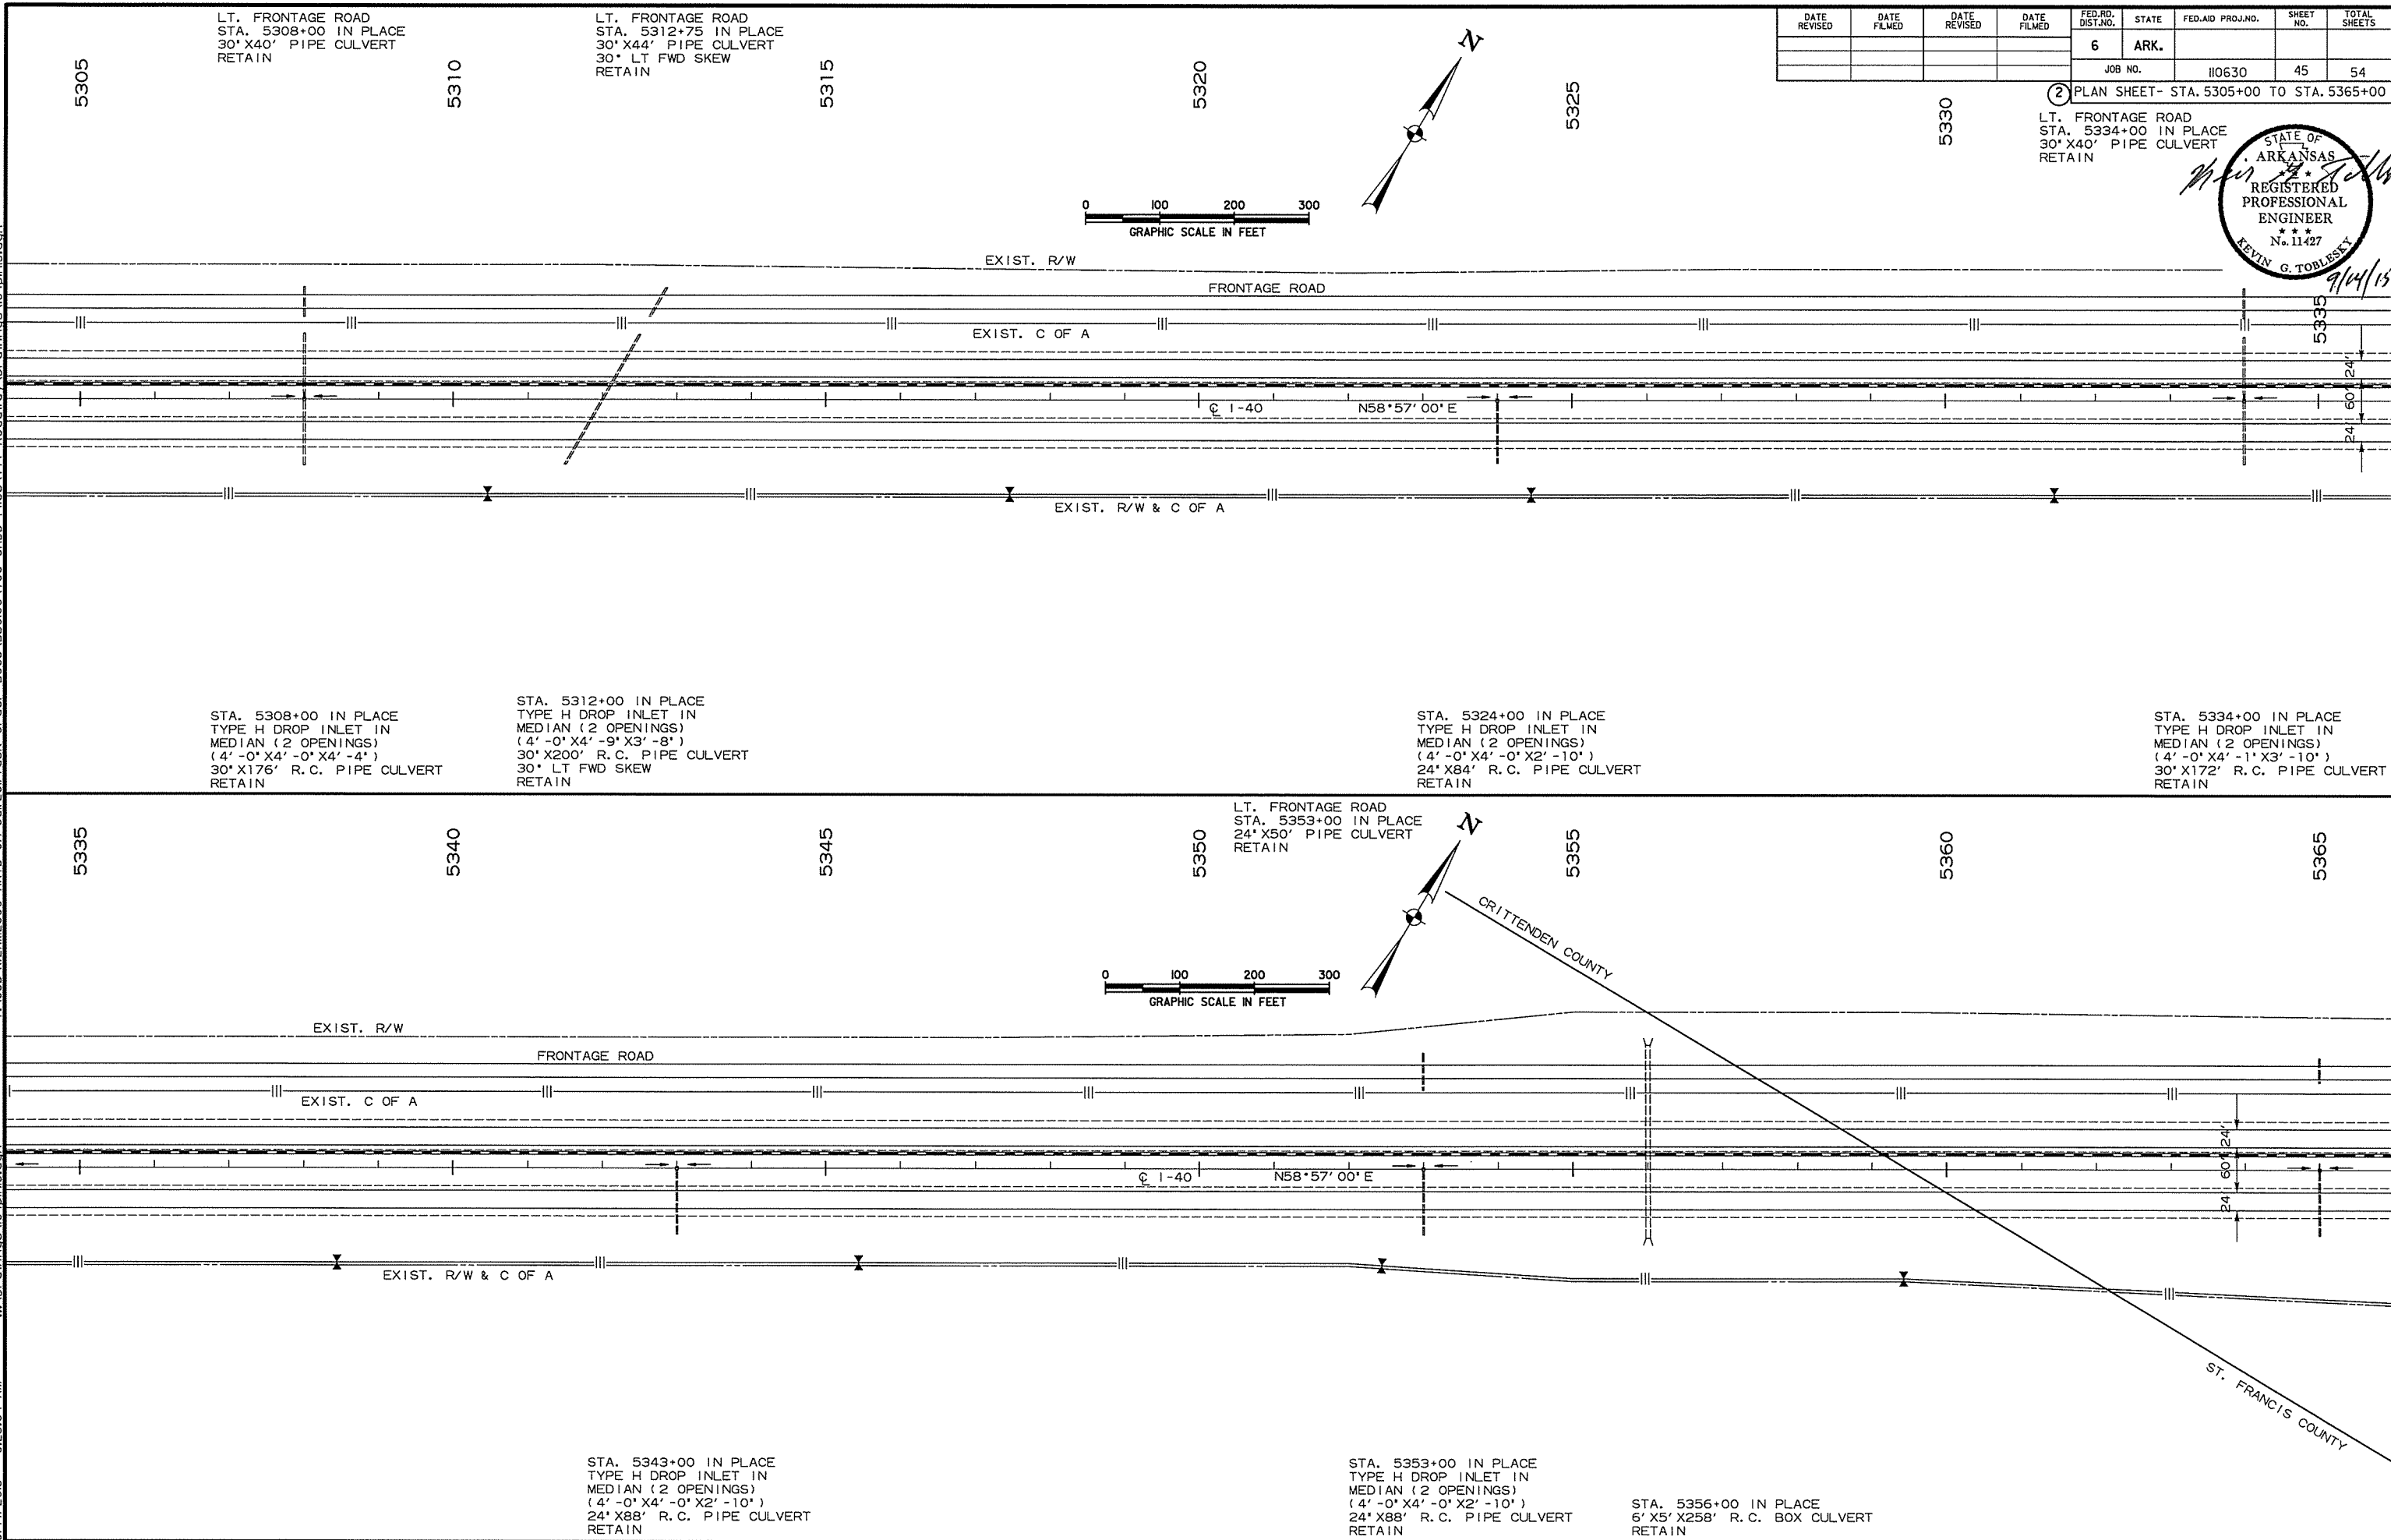 LT. FRONTAGE ROAD
STA. 5308+00 IN PLACE
30"X40' PIPE CULVERT
RETAIN
LT. FRONTAGE ROAD
STA. 5312+75 IN PLACE
30"X44' PIPE CULVERT
30° LT FWD SKEW
RETAIN
DATE REVISED
DATE FILMED
DATE REVISED
DATE FILMED
FED.RD. DIST.NO.
STATE
FED.AID PROJ.NO.
SHEET NO.
TOTAL SHEETS
6
ARK.
JOB NO.
110630
45
54
2
PLAN SHEET- STA. 5305+00 TO STA. 5365+00
5305
5310
5315
5320
5325
5330
5335
N
LT. FRONTAGE ROAD
STA. 5334+00 IN PLACE
30"X40' PIPE CULVERT
RETAIN
STATE OF
ARKANSAS
REGISTERED
PROFESSIONAL
ENGINEER
No. 11427
KEVIN G. TOBLESKY
9/14/15
0 100 200 300
GRAPHIC SCALE IN FEET
EXIST. R/W
FRONTAGE ROAD
EXIST. C OF A
℄ I-40
N58°57'00"E
24'
60'
24'
EXIST. R/W & C OF A
STA. 5308+00 IN PLACE
TYPE H DROP INLET IN
MEDIAN (2 OPENINGS)
(4'-0"X4'-0"X4'-4")
30"X176' R.C. PIPE CULVERT
RETAIN
STA. 5312+00 IN PLACE
TYPE H DROP INLET IN
MEDIAN (2 OPENINGS)
(4'-0"X4'-9"X3'-8")
30"X200' R.C. PIPE CULVERT
30° LT FWD SKEW
RETAIN
STA. 5324+00 IN PLACE
TYPE H DROP INLET IN
MEDIAN (2 OPENINGS)
(4'-0"X4'-0"X2'-10")
24"X84' R.C. PIPE CULVERT
RETAIN
STA. 5334+00 IN PLACE
TYPE H DROP INLET IN
MEDIAN (2 OPENINGS)
(4'-0"X4'-1"X3'-10")
30"X172' R.C. PIPE CULVERT
RETAIN
LT. FRONTAGE ROAD
STA. 5353+00 IN PLACE
24"X50' PIPE CULVERT
RETAIN
5335
5340
5345
5350
5355
5360
5365
N
CRITTENDEN COUNTY
0 100 200 300
GRAPHIC SCALE IN FEET
EXIST. R/W
FRONTAGE ROAD
EXIST. C OF A
℄ I-40
N58°57'00"E
24'
60'
24'
EXIST. R/W & C OF A
ST. FRANCIS COUNTY
STA. 5343+00 IN PLACE
TYPE H DROP INLET IN
MEDIAN (2 OPENINGS)
(4'-0"X4'-0"X2'-10")
24"X88' R.C. PIPE CULVERT
RETAIN
STA. 5353+00 IN PLACE
TYPE H DROP INLET IN
MEDIAN (2 OPENINGS)
(4'-0"X4'-0"X2'-10")
24"X88' R.C. PIPE CULVERT
RETAIN
STA. 5356+00 IN PLACE
6'X5'X258' R.C. BOX CULVERT
RETAIN